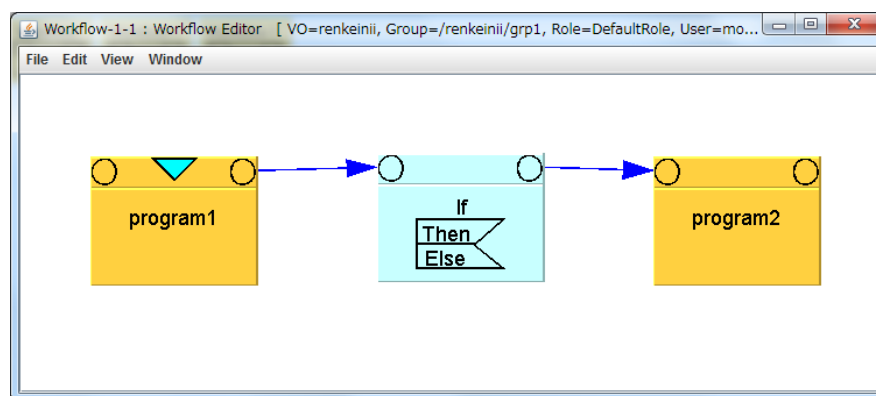 Workflow-1-1 : Workflow Editor [ VO=renkeinii, Group=/renkeinii/grp1, Role=DefaultRole, User=mo...
File Edit View Window
program1
If
Then
Else
program2